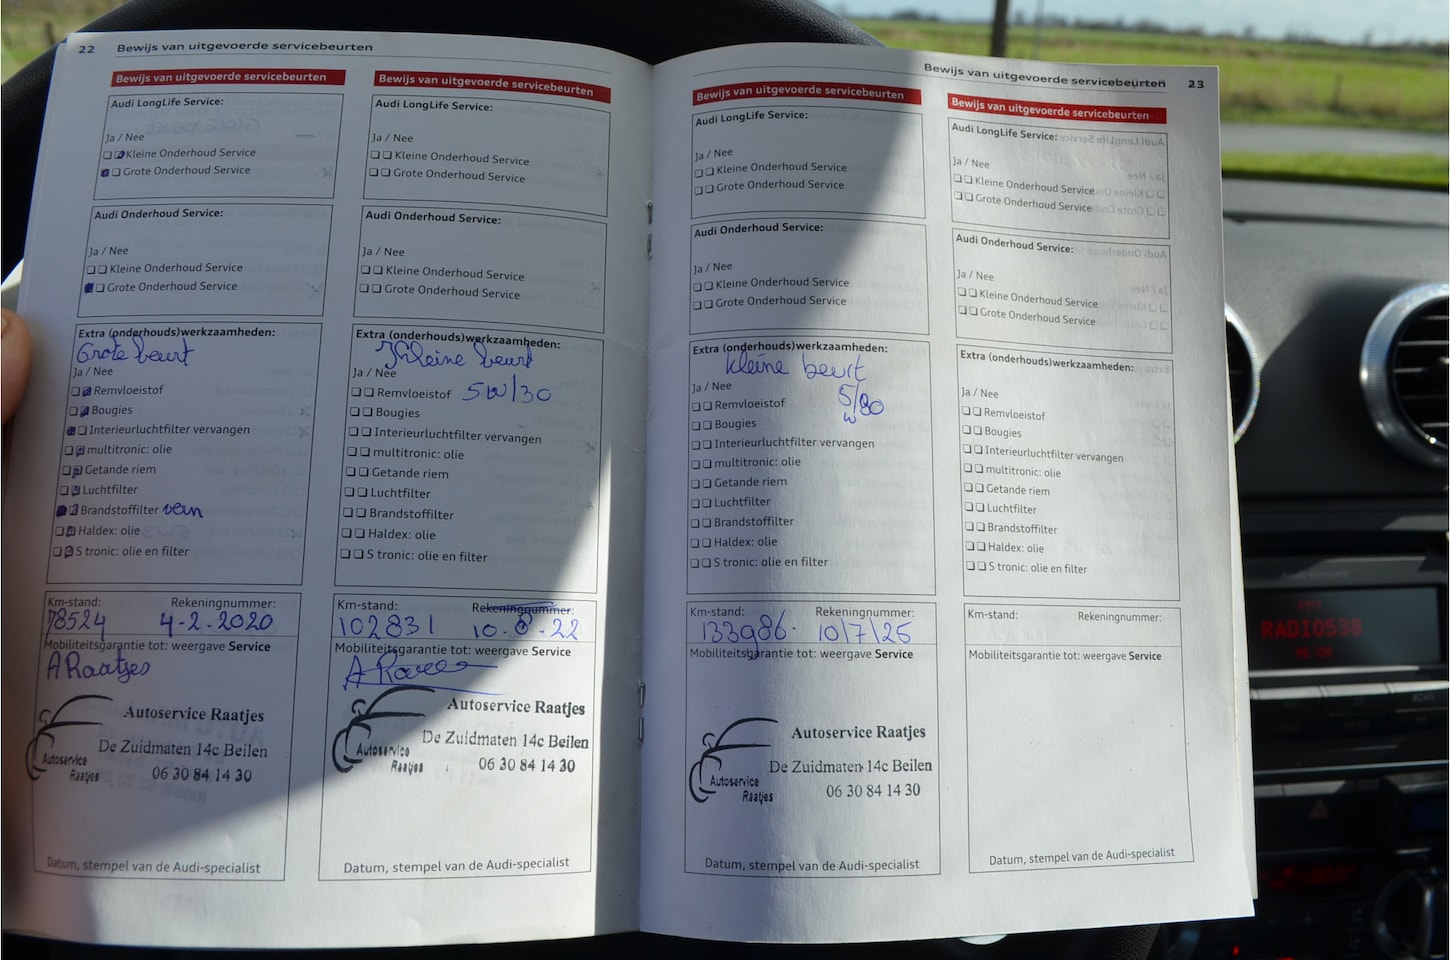 22 Bewijs van uitgevoerde servicebeurten
Bewijs van uitgevoerde servicebeurten
Audi LongLife Service:
Ja / Nee
Kleine Onderhoud Service
Grote Onderhoud Service
Audi Onderhoud Service:
Ja / Nee
Kleine Onderhoud Service
Grote Onderhoud Service
Extra (onderhouds)werkzaamheden:
Grote beurt
Ja / Nee
Remvloeistof
Bougies
Interieurluchtfilter vervangen
multitronic: olie
Getande riem
Luchtfilter
Brandstoffilter
Haldex: olie
S tronic: olie en filter
Km-stand: Rekeningnummer:
78524 4-2-2020
Mobiliteitsgarantie tot: weergave Service
A Raatjes
Autoservice Raatjes
De Zuidmaten 14c Beilen
06 30 84 14 30
Autoservice
Raatjes
Datum, stempel van de Audi-specialist
Bewijs van uitgevoerde servicebeurten
Audi LongLife Service:
Ja / Nee
Kleine Onderhoud Service
Grote Onderhoud Service
Audi Onderhoud Service:
Ja / Nee
Kleine Onderhoud Service
Grote Onderhoud Service
Extra (onderhouds)werkzaamheden:
Kleine beurt
Ja / Nee
Remvloeistof 5W/30
Bougies
Interieurluchtfilter vervangen
multitronic: olie
Getande riem
Luchtfilter
Brandstoffilter
Haldex: olie
S tronic: olie en filter
Km-stand: Rekeningnummer:
102831 10-8-22
Mobiliteitsgarantie tot: weergave Service
Autoservice Raatjes
De Zuidmaten 14c Beilen
06 30 84 14 30
Autoservice
Raatjes
Datum, stempel van de Audi-specialist
Bewijs van uitgevoerde servicebeurten 23
Bewijs van uitgevoerde servicebeurten
Audi LongLife Service:
Ja / Nee
Kleine Onderhoud Service
Grote Onderhoud Service
Audi Onderhoud Service:
Ja / Nee
Kleine Onderhoud Service
Grote Onderhoud Service
Extra (onderhouds)werkzaamheden:
Kleine beurt
Ja / Nee
Remvloeistof 5/30
w
Bougies
Interieurluchtfilter vervangen
multitronic: olie
Getande riem
Luchtfilter
Brandstoffilter
Haldex: olie
S tronic: olie en filter
Km-stand: Rekeningnummer:
133986 10/7/25
Mobiliteitsgarantie tot: weergave Service
Autoservice Raatjes
De Zuidmaten 14c Beilen
06 30 84 14 30
Autoservice
Raatjes
Datum, stempel van de Audi-specialist
Bewijs van uitgevoerde servicebeurten
Audi LongLife Service:
Ja / Nee
Kleine Onderhoud Service
Grote Onderhoud Service
Audi Onderhoud Service:
Ja / Nee
Kleine Onderhoud Service
Grote Onderhoud Service
Extra (onderhouds)werkzaamheden:
Ja / Nee
Remvloeistof
Bougies
Interieurluchtfilter vervangen
multitronic: olie
Getande riem
Luchtfilter
Brandstoffilter
Haldex: olie
S tronic: olie en filter
Km-stand: Rekeningnummer:
Mobiliteitsgarantie tot: weergave Service
Datum, stempel van de Audi-specialist
RADIO538